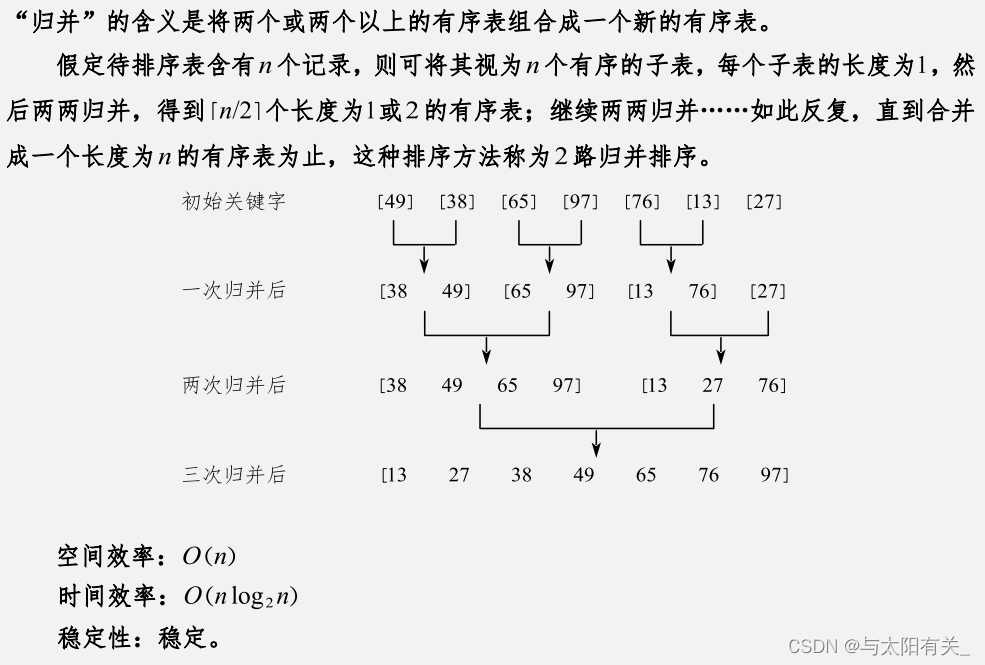 “归并”的含义是将两个或两个以上的有序表组合成一个新的有序表。
假定待排序表含有n个记录，则可将其视为n个有序的子表，每个子表的长度为1，然
后两两归并，得到⌈n/2⌉个长度为1或2的有序表；继续两两归并……如此反复，直到合并
成一个长度为n的有序表为止，这种排序方法称为2路归并排序。
初始关键字 [49] [38] [65] [97] [76] [13] [27]
一次归并后 [38 49] [65 97] [13 76] [27]
两次归并后 [38 49 65 97] [13 27 76]
三次归并后 [13 27 38 49 65 76 97]
空间效率：O(n)
时间效率：O(n log₂ n)
稳定性：稳定。
CSDN @与太阳有关_